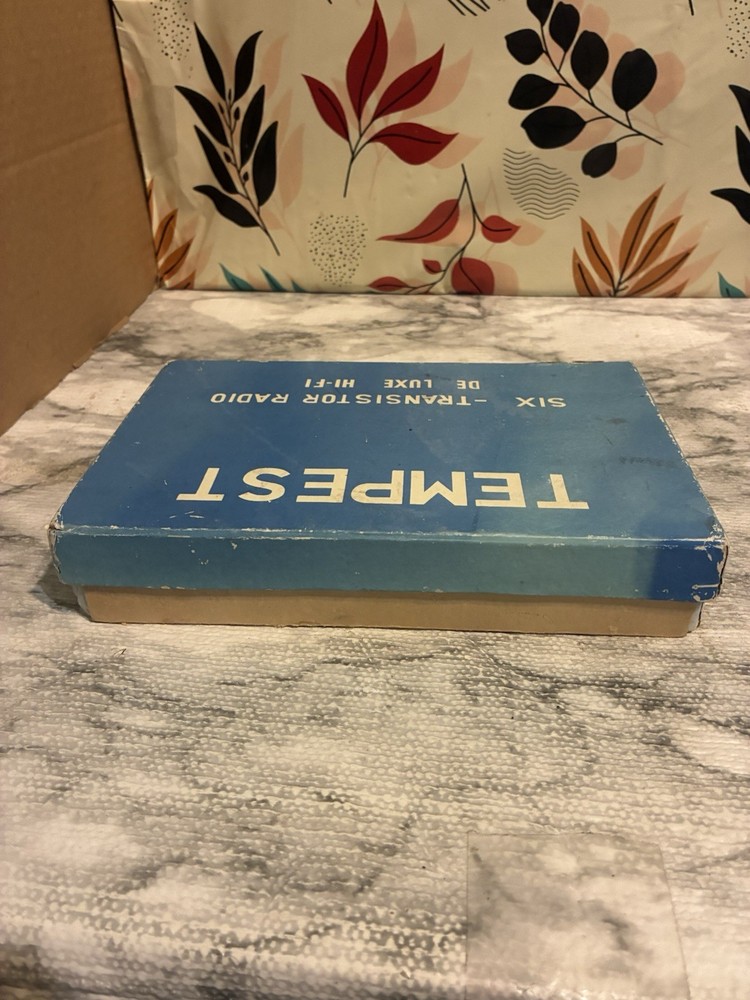 TEMPEST
SIX -TRANSISTOR RADIO
DE LUXE HI-FI